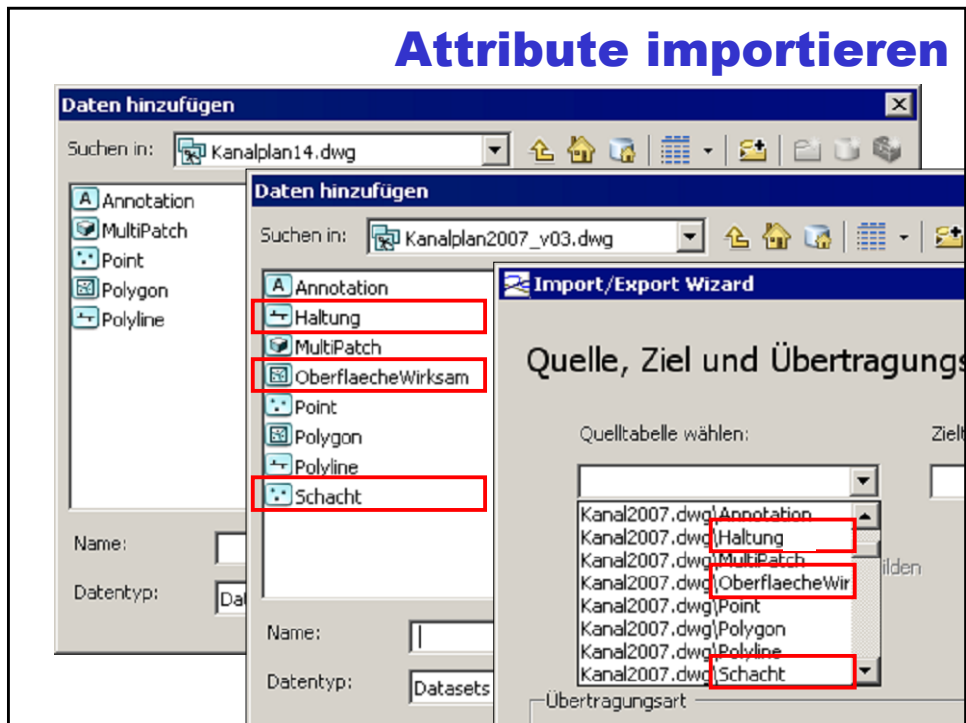 Attribute importieren
Daten hinzufügen
Suchen in: Kanalplan14.dwg
Annotation
MultiPatch
Point
Polygon
Polyline
Name:
Datentyp:
Daten hinzufügen
Suchen in: Kanalplan2007_v03.dwg
Annotation
Haltung
MultiPatch
OberflaecheWirksam
Point
Polygon
Polyline
Schacht
Name:
Datentyp: Datasets
Import/Export Wizard
Quelle, Ziel und Übertragungs
Quelltabelle wählen:
Kanal2007.dwg\Annotation
Kanal2007.dwg\Haltung
Kanal2007.dwg\MultiPatch
Kanal2007.dwg\OberflaecheWir
Kanal2007.dwg\Point
Kanal2007.dwg\Polygon
Kanal2007.dwg\Polyline
Kanal2007.dwg\Schacht
ilden
Übertragungsart